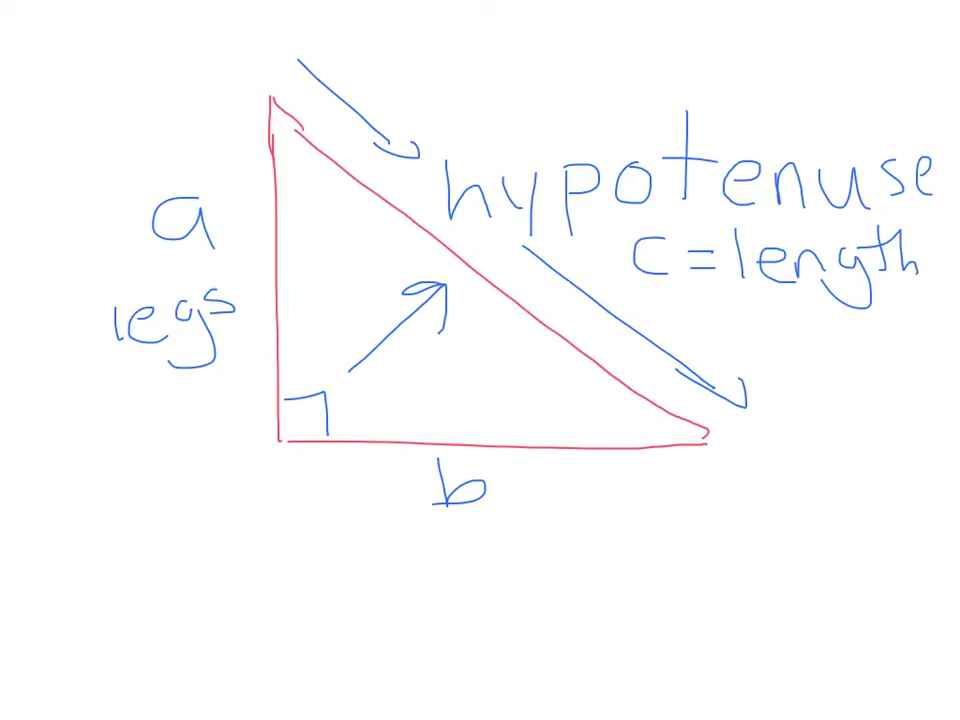 hypotenuse
c = length
a
legs
b